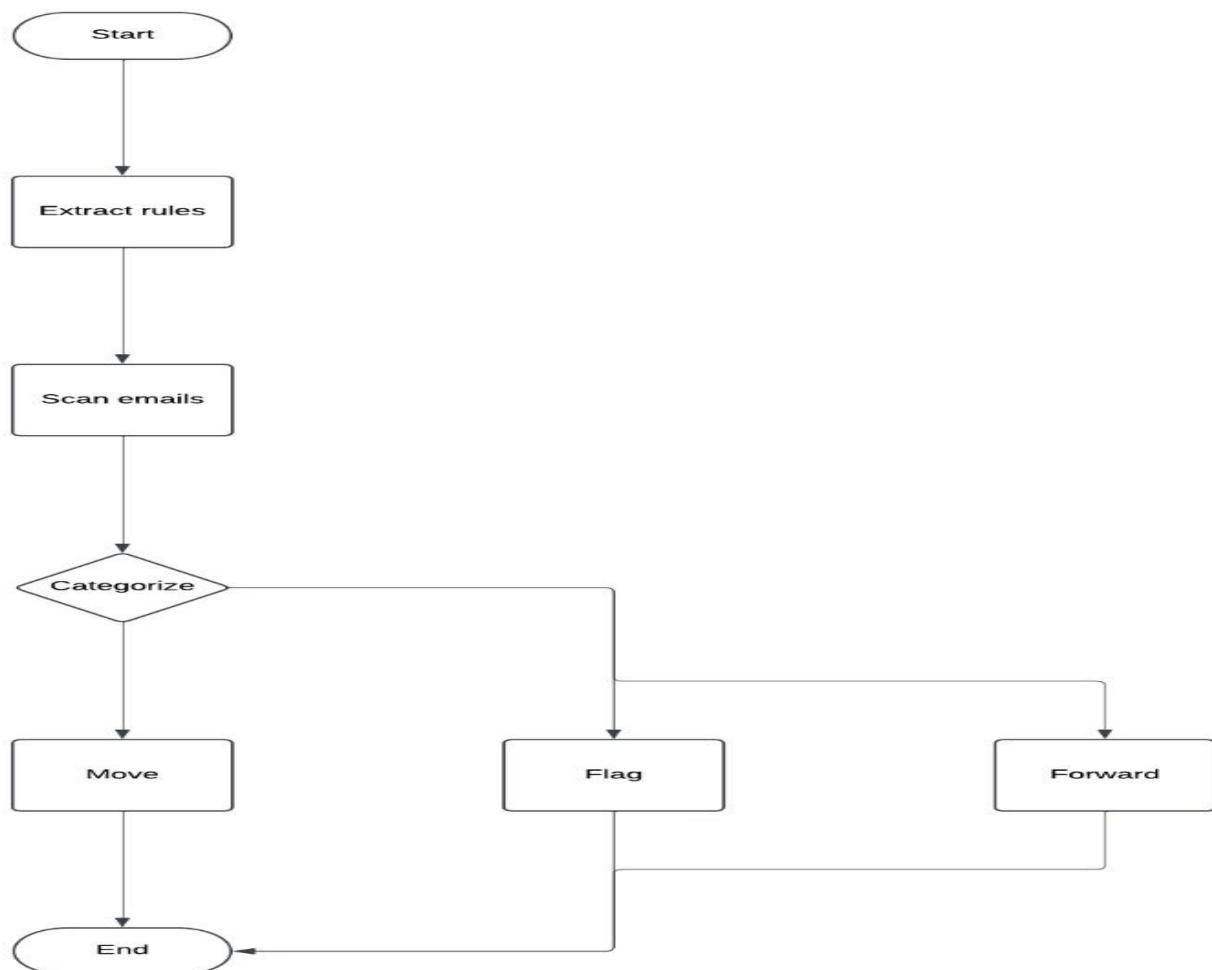 Start
Extract rules
Scan emails
Categorize
Move
Flag
Forward
End